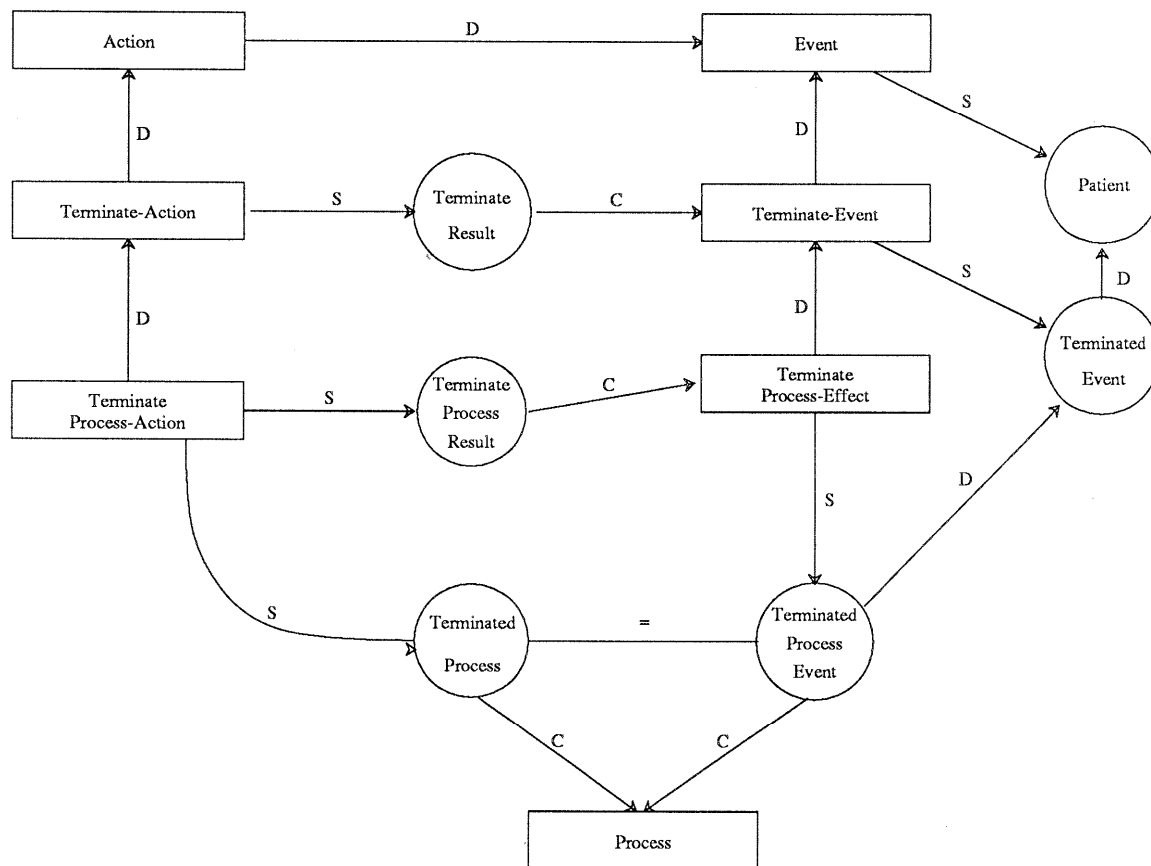 Action
D
Event
S
D
D
Patient
Terminate-Action
S
Terminate
Result
C
Terminate-Event
S
D
D
D
Terminated
Event
Terminate
Process-Action
S
Terminate
Process
Result
C
Terminate
Process-Effect
S
D
S
Terminated
Process
=
Terminated
Process
Event
C
C
Process